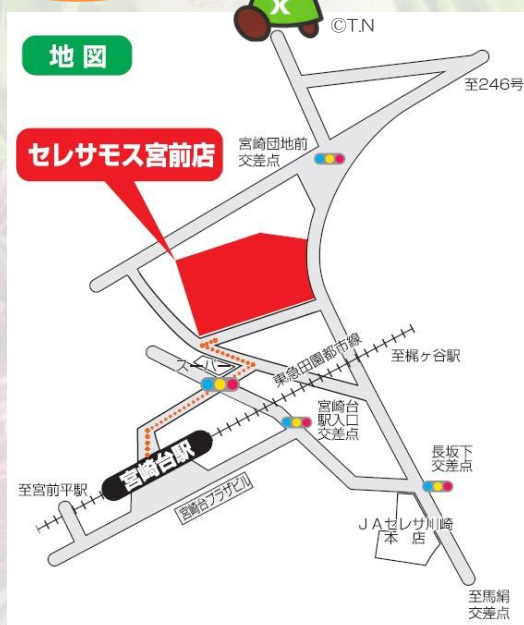 X
©T.N
地図
至246号
セレサモス宮前店
宮崎団地前
交差点
スーパー
東急田園都市線
至梶ヶ谷駅
宮崎台
駅入口
交差点
宮崎台駅
長坂下
交差点
至宮前平駅
宮崎台プラザビル
JAセレサ川崎
本店
至馬絹
交差点